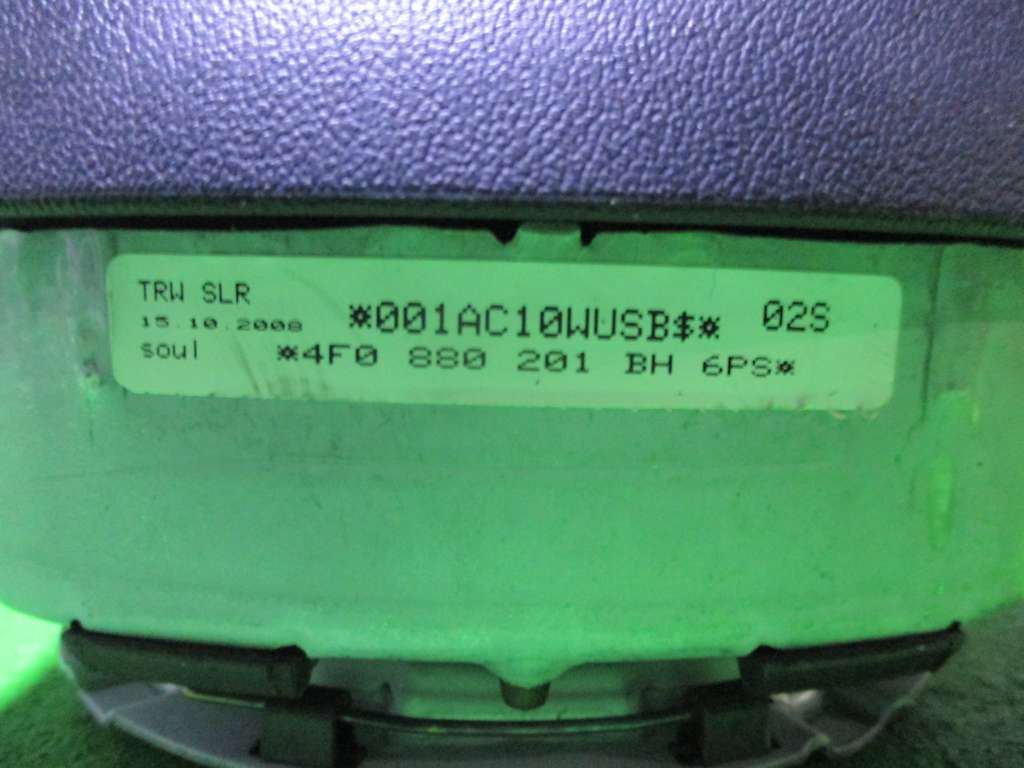 TRW SLR
15.10.2008 *001AC10WUSB$* 02S
soul *4F0 880 201 BH 6PS*